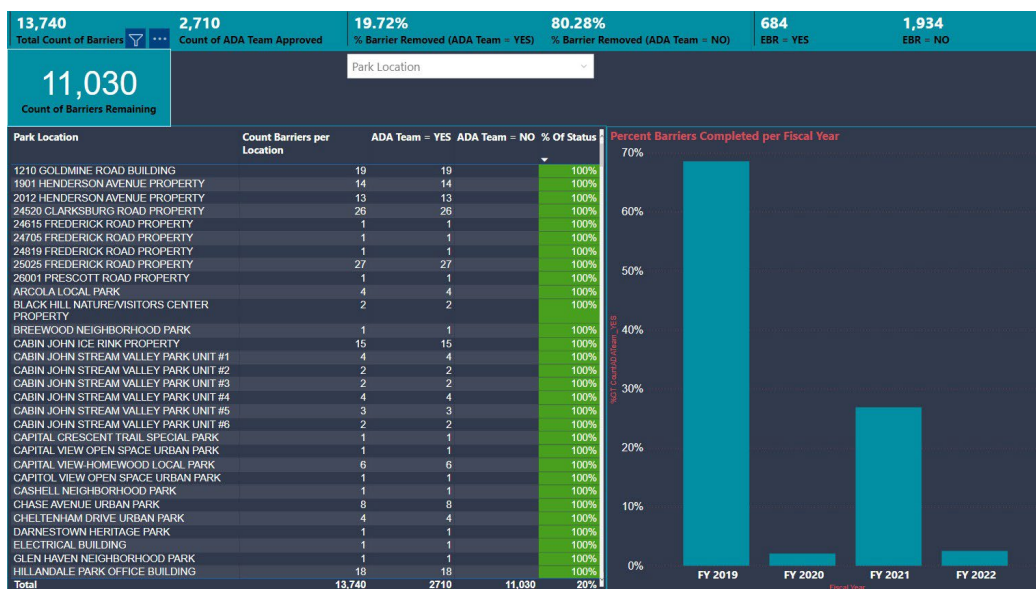 13,740 2,710 19.72% 80.28% 684 1,934
Total Count of Barriers Count of ADA Team Approved % Barrier Removed (ADA Team = YES) % Barrier Removed (ADA Team = NO) EBR = YES EBR = NO
11,030
Count of Barriers Remaining
Park Location
Park Location Count Barriers per Location ADA Team = YES ADA Team = NO % Of Status
1210 GOLDMINE ROAD BUILDING 19 19 100%
1901 HENDERSON AVENUE PROPERTY 14 14 100%
2012 HENDERSON AVENUE PROPERTY 13 13 100%
24520 CLARKSBURG ROAD PROPERTY 26 26 100%
24615 FREDERICK ROAD PROPERTY 1 1 100%
24705 FREDERICK ROAD PROPERTY 1 1 100%
24819 FREDERICK ROAD PROPERTY 1 1 100%
25025 FREDERICK ROAD PROPERTY 27 27 100%
26001 PRESCOTT ROAD PROPERTY 1 1 100%
ARCOLA LOCAL PARK 4 4 100%
BLACK HILL NATURE/VISITORS CENTER 2 2 100%
PROPERTY
BREEWOOD NEIGHBORHOOD PARK 1 1 100%
CABIN JOHN ICE RINK PROPERTY 15 15 100%
CABIN JOHN STREAM VALLEY PARK UNIT #1 4 4 100%
CABIN JOHN STREAM VALLEY PARK UNIT #2 2 2 100%
CABIN JOHN STREAM VALLEY PARK UNIT #3 2 2 100%
CABIN JOHN STREAM VALLEY PARK UNIT #4 4 4 100%
CABIN JOHN STREAM VALLEY PARK UNIT #5 3 3 100%
CABIN JOHN STREAM VALLEY PARK UNIT #6 2 2 100%
CAPITAL CRESCENT TRAIL SPECIAL PARK 1 1 100%
CAPITAL VIEW OPEN SPACE URBAN PARK 1 1 100%
CAPITAL VIEW-HOMEWOOD LOCAL PARK 6 6 100%
CAPITOL VIEW OPEN SPACE URBAN PARK 1 1 100%
CASHELL NEIGHBORHOOD PARK 1 1 100%
CHASE AVENUE URBAN PARK 8 8 100%
CHELTENHAM DRIVE URBAN PARK 4 4 100%
DARNESTOWN HERITAGE PARK 1 1 100%
ELECTRICAL BUILDING 1 1 100%
GLEN HAVEN NEIGHBORHOOD PARK 1 1 100%
HILLANDALE PARK OFFICE BUILDING 18 18 100%
Total 13,740 2710 11,030 20%
Percent Barriers Completed per Fiscal Year
70%
60%
50%
40%
30%
20%
10%
0%
%GT CountADATeam_YES
FY 2019 FY 2020 FY 2021 FY 2022
Fiscal Year